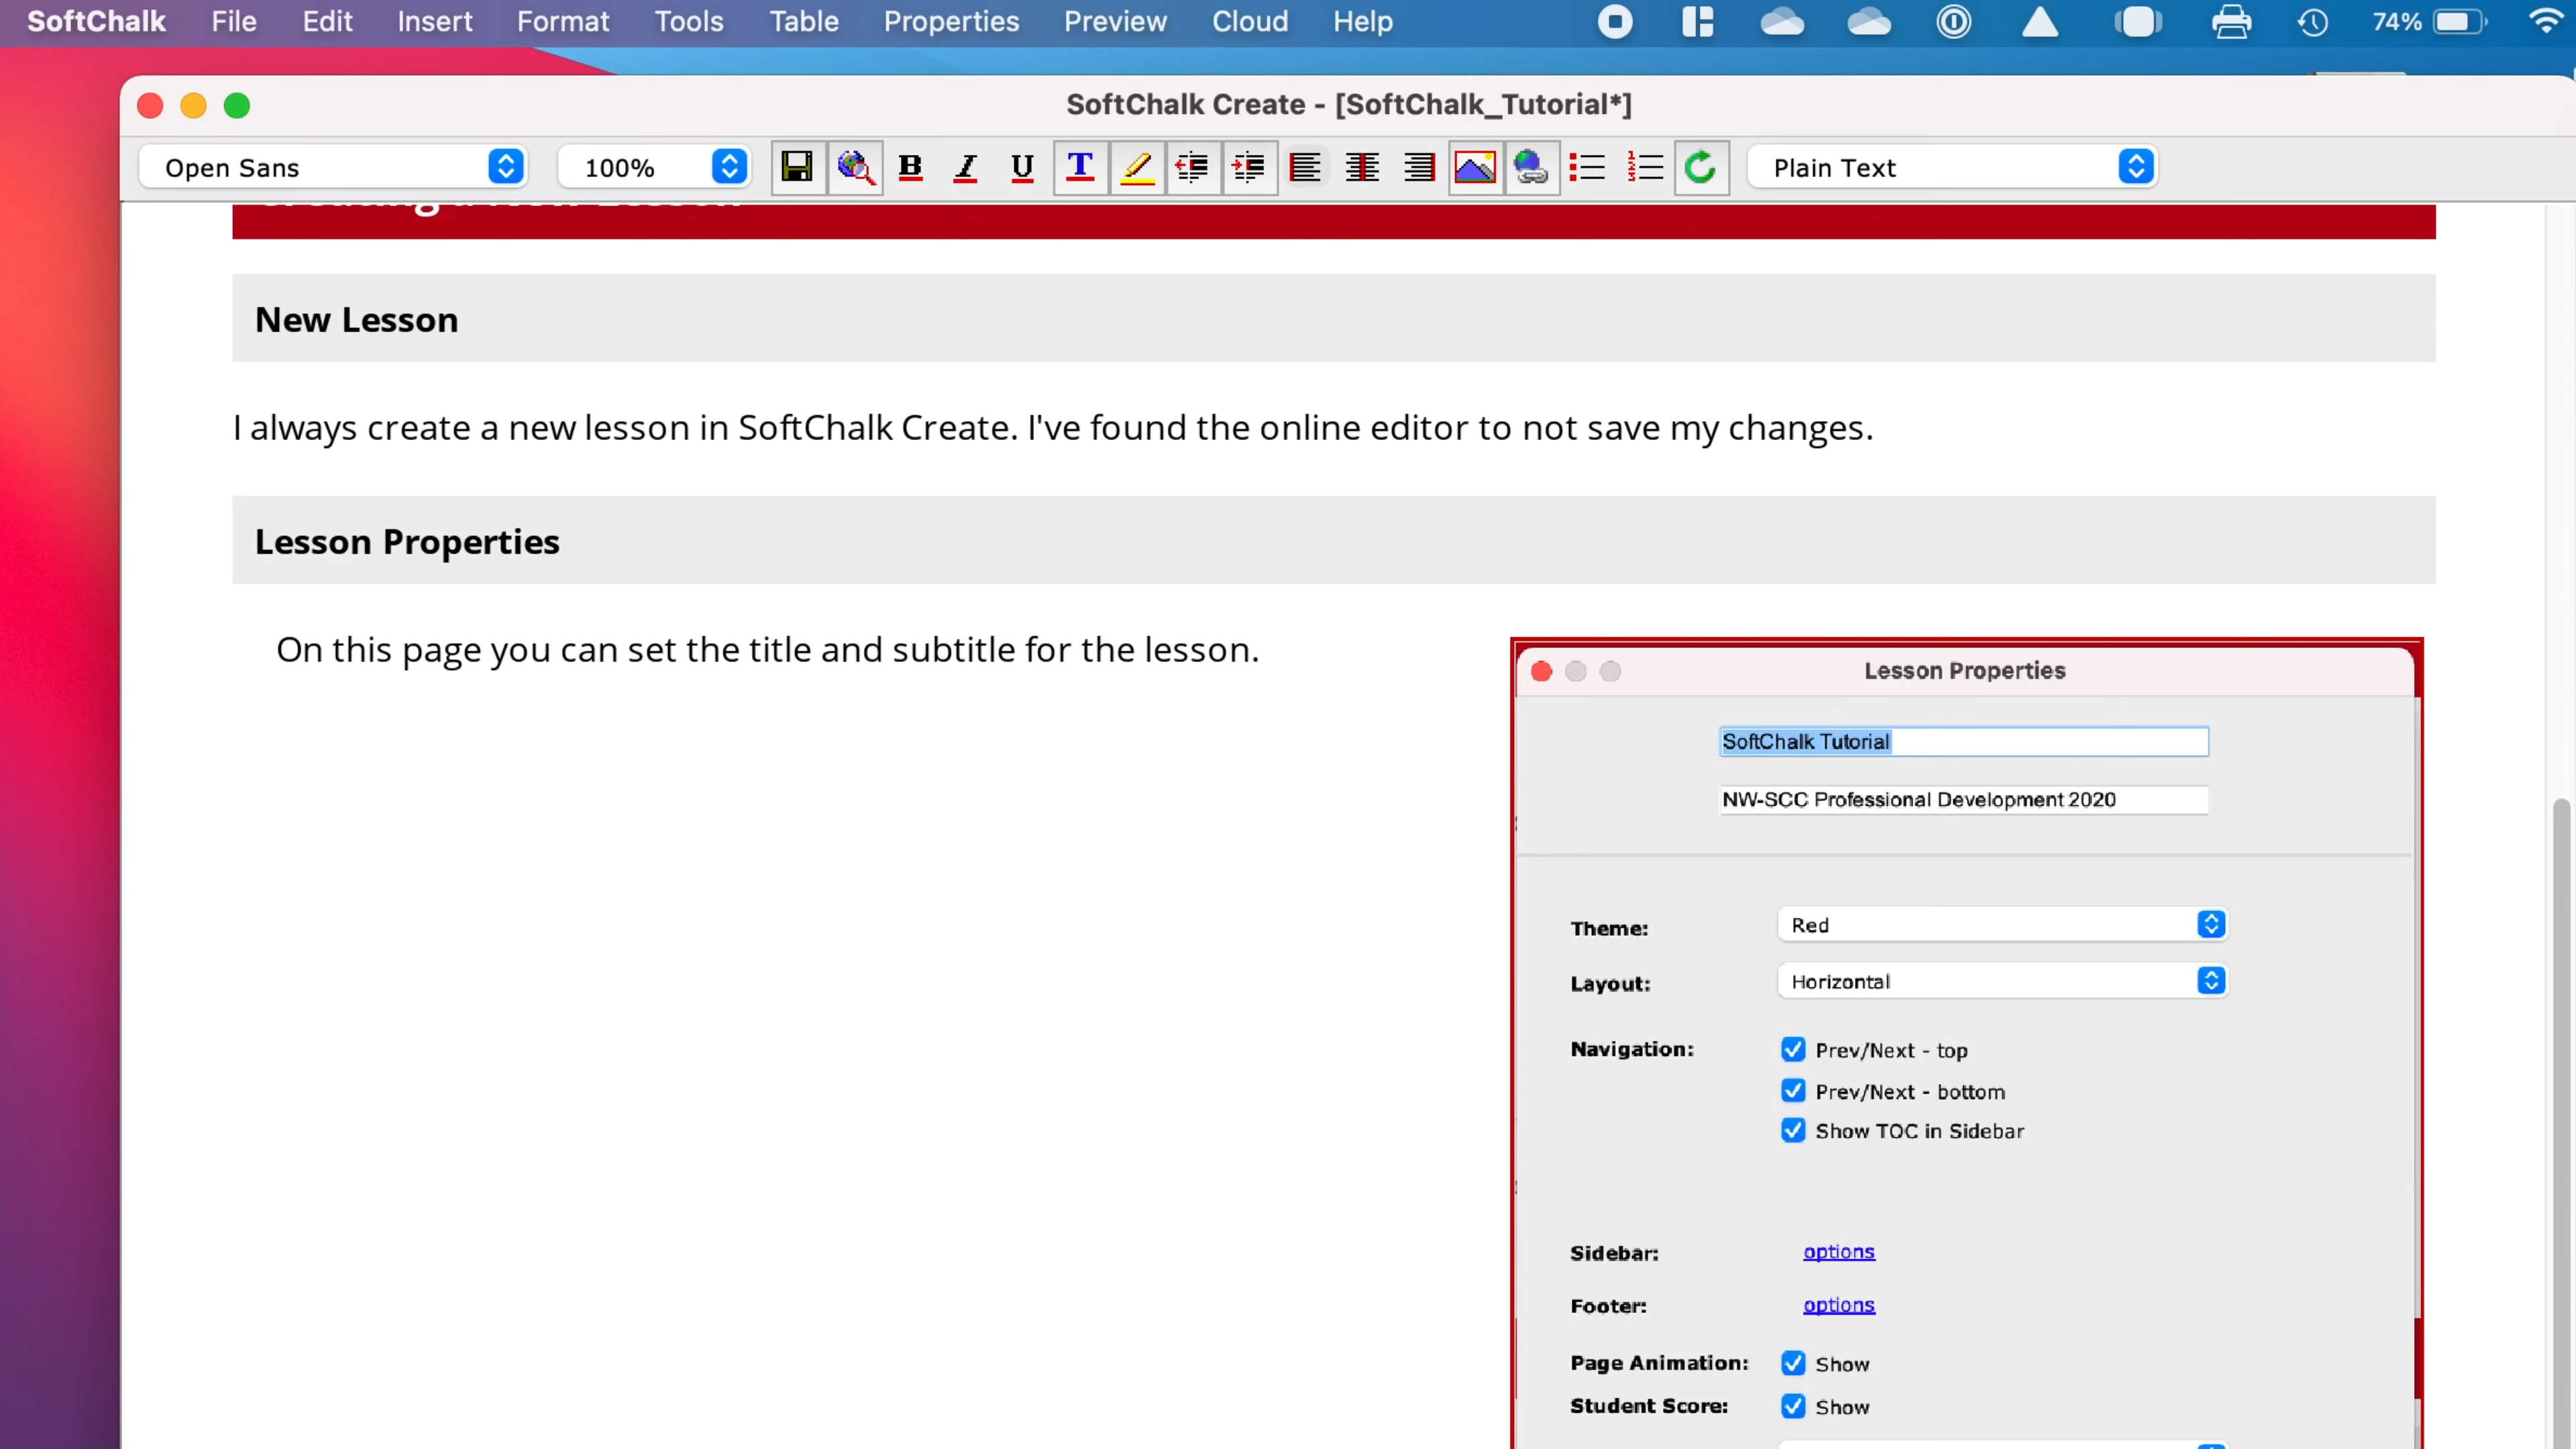 SoftChalk File Edit Insert Format Tools Table Properties Preview Cloud Help 74%
SoftChalk Create - [SoftChalk_Tutorial*]
Open Sans 100% B I U T Plain Text
Creating a New Lesson
New Lesson
I always create a new lesson in SoftChalk Create. I've found the online editor to not save my changes.
Lesson Properties
On this page you can set the title and subtitle for the lesson.
Lesson Properties
SoftChalk Tutorial
NW-SCC Professional Development 2020
Theme: Red
Layout: Horizontal
Navigation: Prev/Next - top
Prev/Next - bottom
Show TOC in Sidebar
Sidebar: options
Footer: options
Page Animation: Show
Student Score: Show